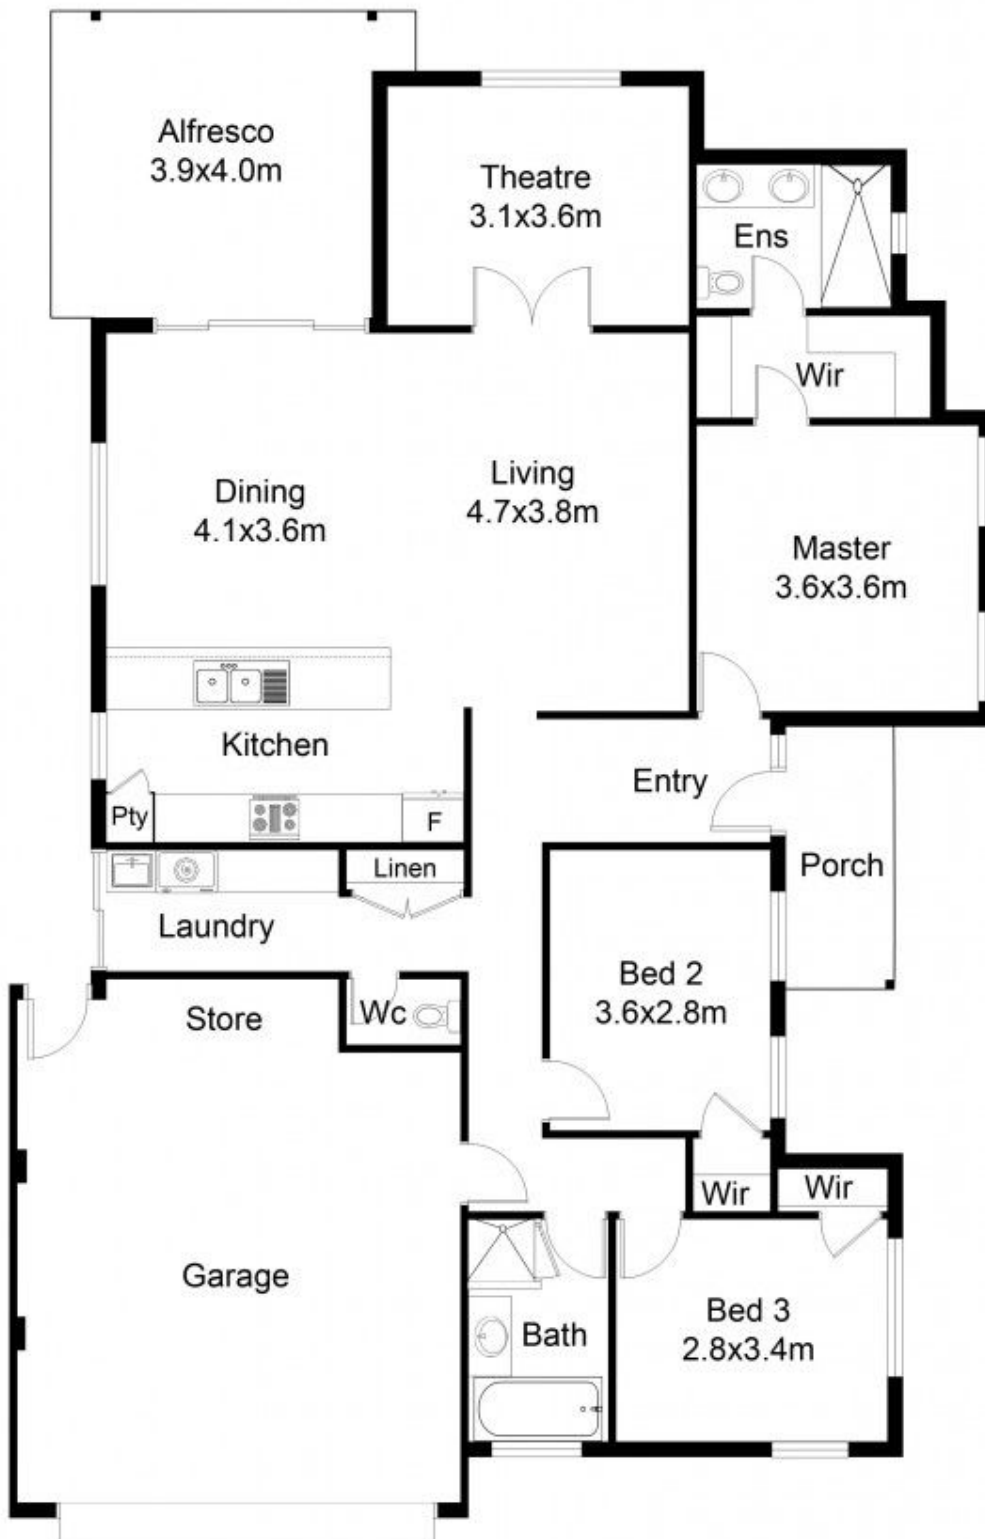 Alfresco
3.9x4.0m
Theatre
3.1x3.6m
Ens
Wir
Living
4.7x3.8m
Dining
4.1x3.6m
Master
3.6x3.6m
Kitchen
Entry
Pty
F
Porch
Linen
Laundry
Bed 2
3.6x2.8m
Store
Wc
Wir
Wir
Garage
Bed 3
2.8x3.4m
Bath